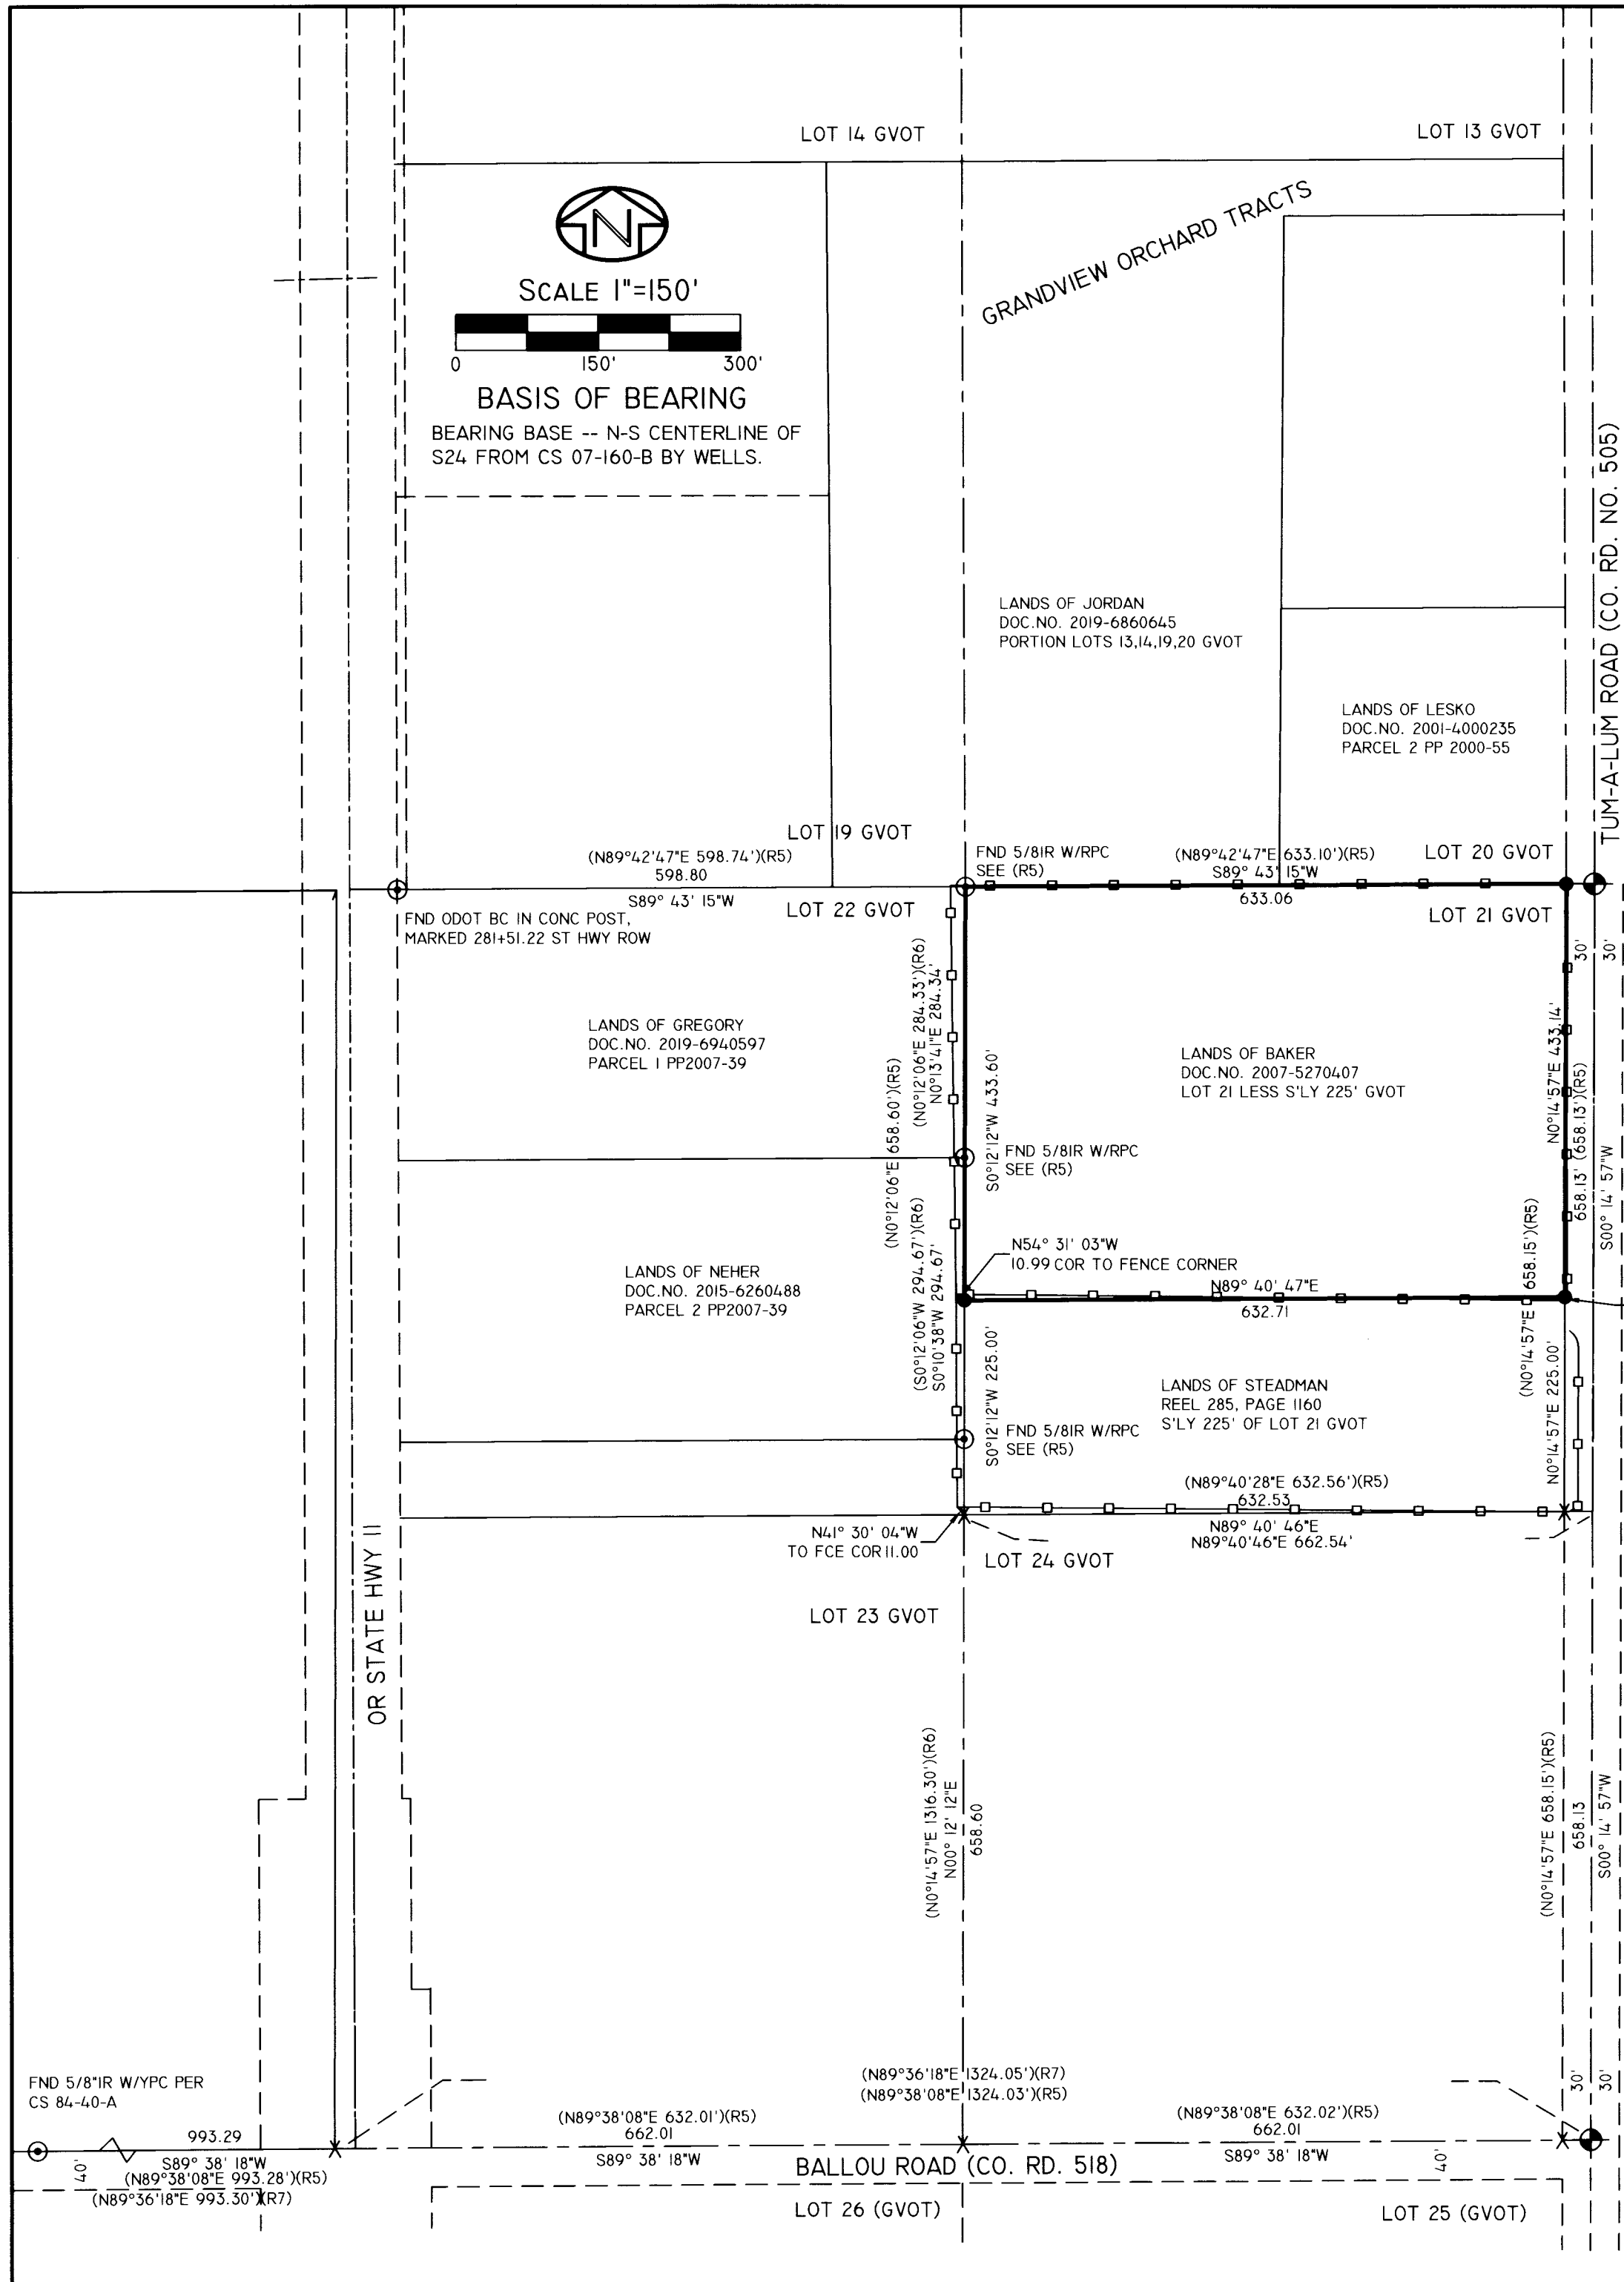 LOT 14 GVOT
LOT 13 GVOT
GRANDVIEW ORCHARD TRACTS
N
SCALE 1"=150'
0 150' 300'
BASIS OF BEARING
BEARING BASE -- N-S CENTERLINE OF
S24 FROM CS 07-160-B BY WELLS.
TUM-A-LUM ROAD (CO. RD. NO. 505)
LANDS OF JORDAN
DOC.NO. 2019-6860645
PORTION LOTS 13,14,19,20 GVOT
LANDS OF LESKO
DOC.NO. 2001-4000235
PARCEL 2 PP 2000-55
LOT 19 GVOT
(N89°42'47"E 598.74')(R5)
598.80
S89° 43' 15"W
LOT 22 GVOT
FND 5/8IR W/RPC
SEE (R5)
(N89°42'47"E 633.10')(R5)
S89° 43' 15"W
633.06
LOT 20 GVOT
LOT 21 GVOT
FND ODOT BC IN CONC POST,
MARKED 281+51.22 ST HWY ROW
30'
30'
LANDS OF GREGORY
DOC.NO. 2019-6940597
PARCEL 1 PP2007-39
(N0°12'06"E 658.60')(R5)
(N0°12'06"E 284.33')(R6)
N0°13'41"E 284.34'
S0°12'12"W 433.60'
LANDS OF BAKER
DOC.NO. 2007-5270407
LOT 21 LESS S'LY 225' GVOT
N0°14'57"E 433.14'
658.13' (658.13')(R5)
S00° 14' 57"W
FND 5/8IR W/RPC
SEE (R5)
N54° 31' 03"W
10.99 COR TO FENCE CORNER
N89° 40' 47"E
632.71
LANDS OF NEHER
DOC.NO. 2015-6260488
PARCEL 2 PP2007-39
(S0°12'06"W 294.67')(R6)
S0°10'38"W 294.67'
S0°12'12"W 225.00'
LANDS OF STEADMAN
REEL 285, PAGE 1160
S'LY 225' OF LOT 21 GVOT
(N0°14'57"E 658.15')(R5)
N0°14'57"E 225.00'
FND 5/8IR W/RPC
SEE (R5)
(N89°40'28"E 632.56')(R5)
632.53
N89° 40' 46"E
N89°40'46"E 662.54'
N41° 30' 04"W
TO FCE COR 11.00
LOT 24 GVOT
LOT 23 GVOT
OR STATE HWY 11
(N0°14'57"E 1316.30')(R6)
N00° 12' 12"E
658.60
(N0°14'57"E 658.15')(R5)
658.13
S00° 14' 57"W
FND 5/8"IR W/YPC PER
CS 84-40-A
993.29
S89° 38' 18"W
(N89°38'08"E 993.28')(R5)
(N89°36'18"E 993.30')(R7)
40'
(N89°36'18"E 1324.05')(R7)
(N89°38'08"E 1324.03')(R5)
(N89°38'08"E 632.01')(R5)
662.01
S89° 38' 18"W
BALLOU ROAD (CO. RD. 518)
(N89°38'08"E 632.02')(R5)
662.01
S89° 38' 18"W
40'
30'
30'
LOT 26 (GVOT)
LOT 25 (GVOT)